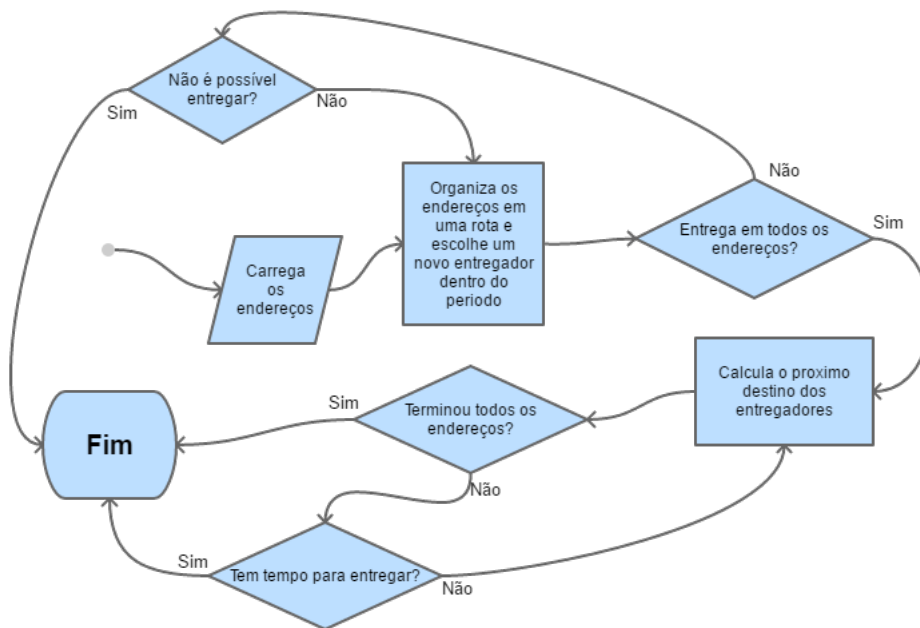 Não é possível
entregar?
Sim
Não
Organiza os
endereços em
uma rota e
escolhe um
novo entregador
dentro do
periodo
Não
Entrega em todos os
endereços?
Sim
Carrega
os
endereços
Calcula o proximo
destino dos
entregadores
Terminou todos os
endereços?
Sim
Não
Fim
Tem tempo para entregar?
Sim
Não